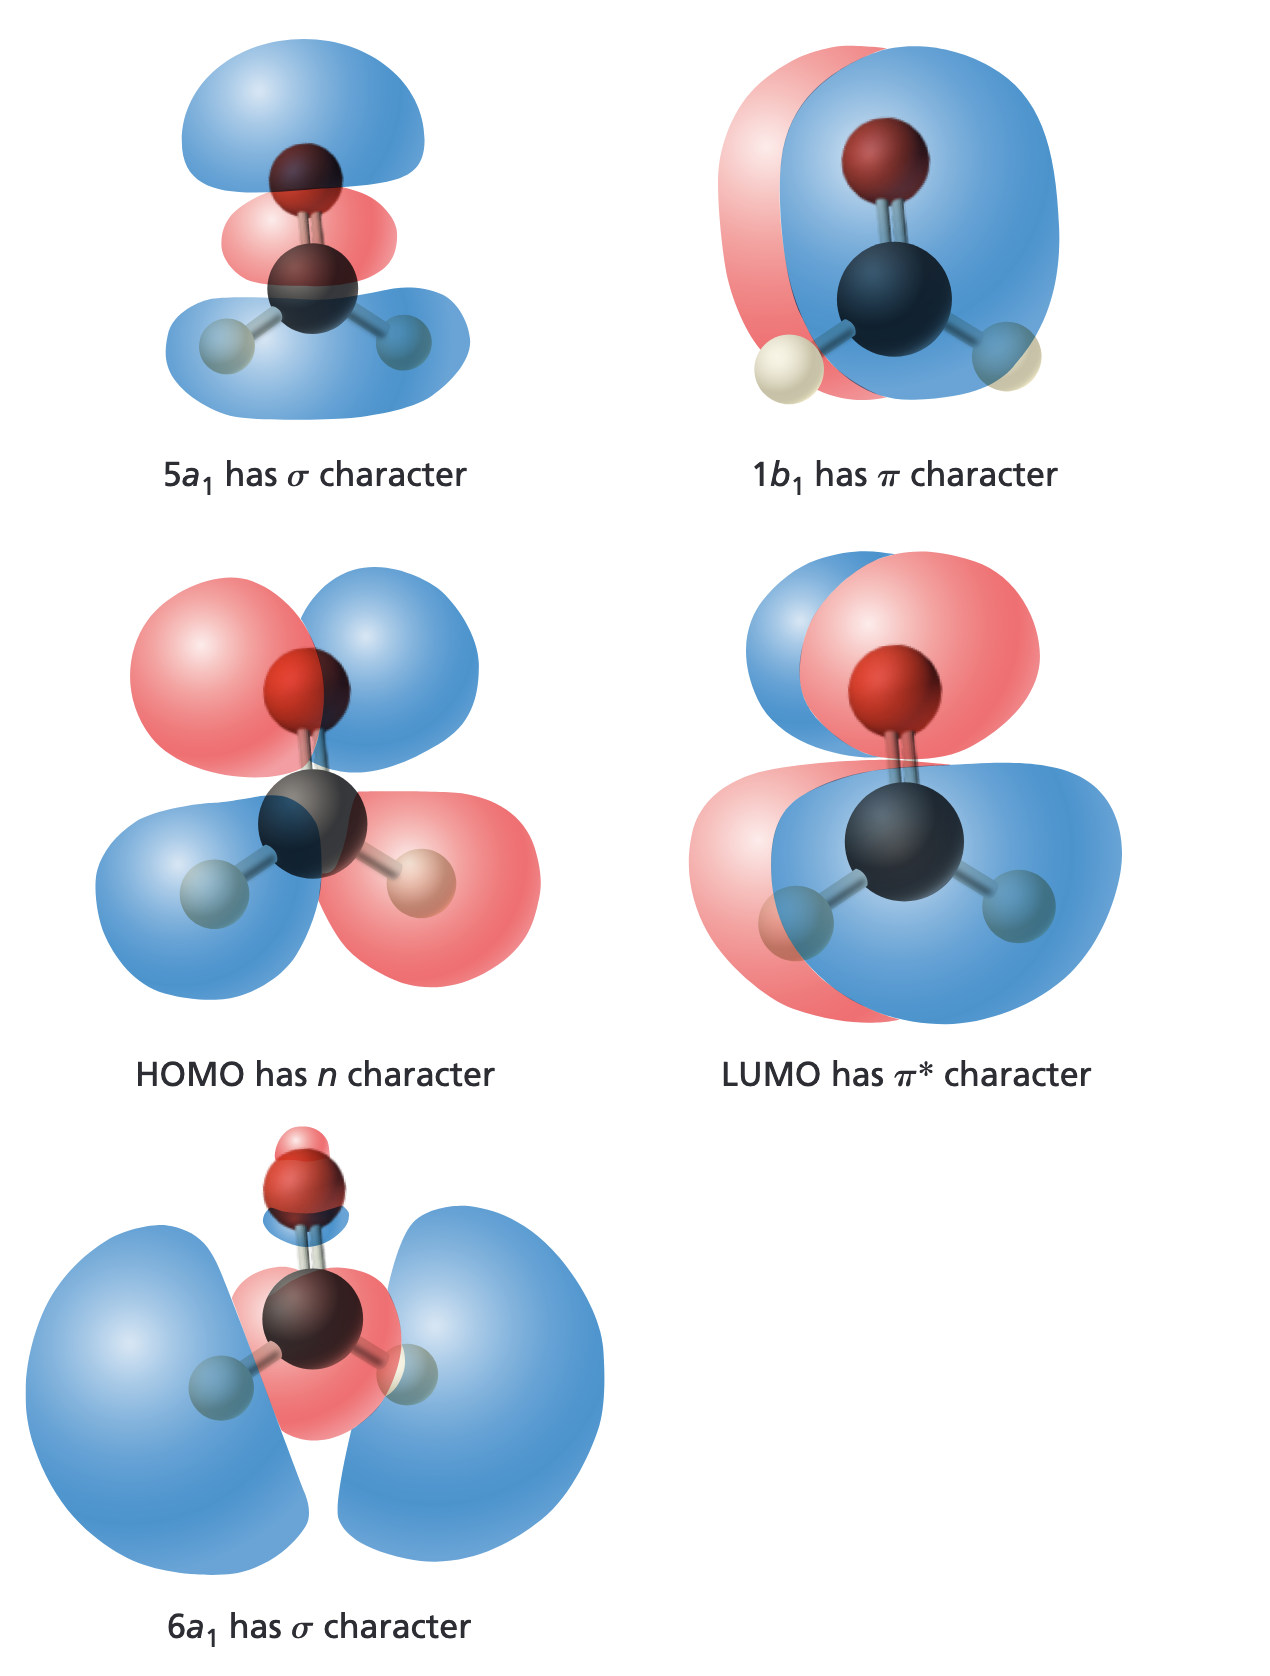 5a₁ has σ character
1b₁ has π character
HOMO has n character
LUMO has π* character
6a₁ has σ character